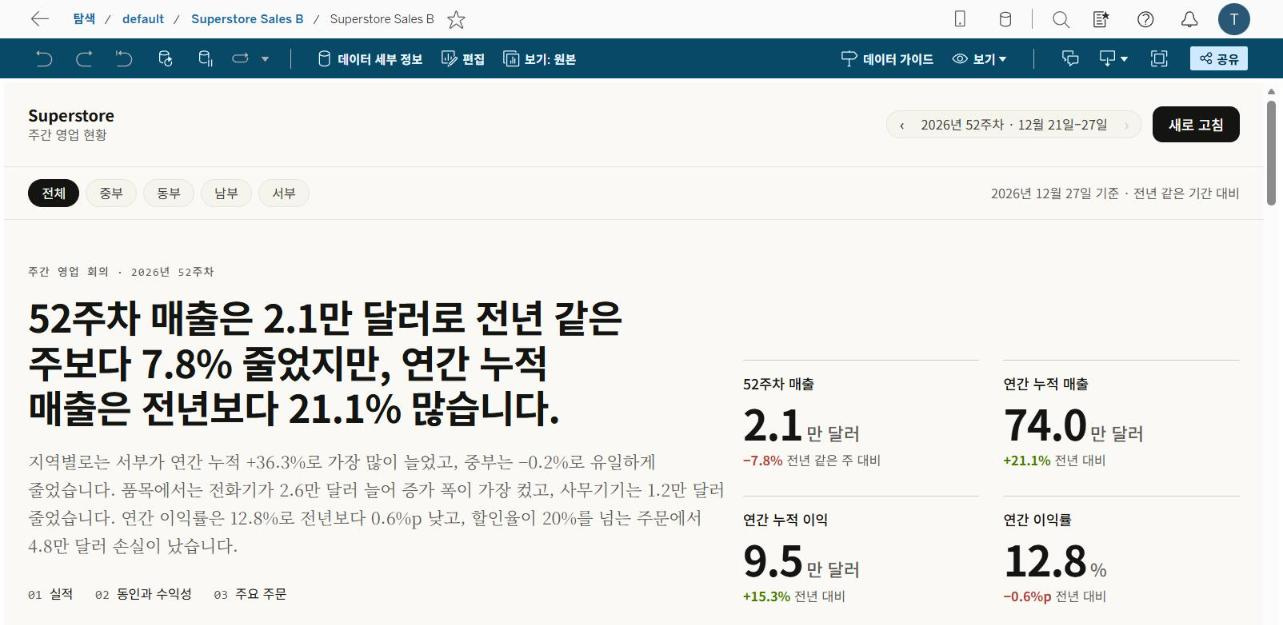 탐색 / default / Superstore Sales B / Superstore Sales B
T
데이터 세부 정보 편집 보기: 원본 데이터 가이드 보기 공유
Superstore
주간 영업 현황
‹ 2026년 52주차 · 12월 21일–27일 ›
새로 고침
전체 중부 동부 남부 서부
2026년 12월 27일 기준 · 전년 같은 기간 대비
주간 영업 회의 · 2026년 52주차
52주차 매출은 2.1만 달러로 전년 같은
주보다 7.8% 줄었지만, 연간 누적
매출은 전년보다 21.1% 많습니다.
지역별로는 서부가 연간 누적 +36.3%로 가장 많이 늘었고, 중부는 −0.2%로 유일하게
줄었습니다. 품목에서는 전화기가 2.6만 달러 늘어 증가 폭이 가장 컸고, 사무기기는 1.2만 달러
줄었습니다. 연간 이익률은 12.8%로 전년보다 0.6%p 낮고, 할인율이 20%를 넘는 주문에서
4.8만 달러 손실이 났습니다.
01 실적 02 동인과 수익성 03 주요 주문
52주차 매출
2.1 만 달러
−7.8% 전년 같은 주 대비
연간 누적 매출
74.0 만 달러
+21.1% 전년 대비
연간 누적 이익
9.5 만 달러
+15.3% 전년 대비
연간 이익률
12.8 %
−0.6%p 전년 대비